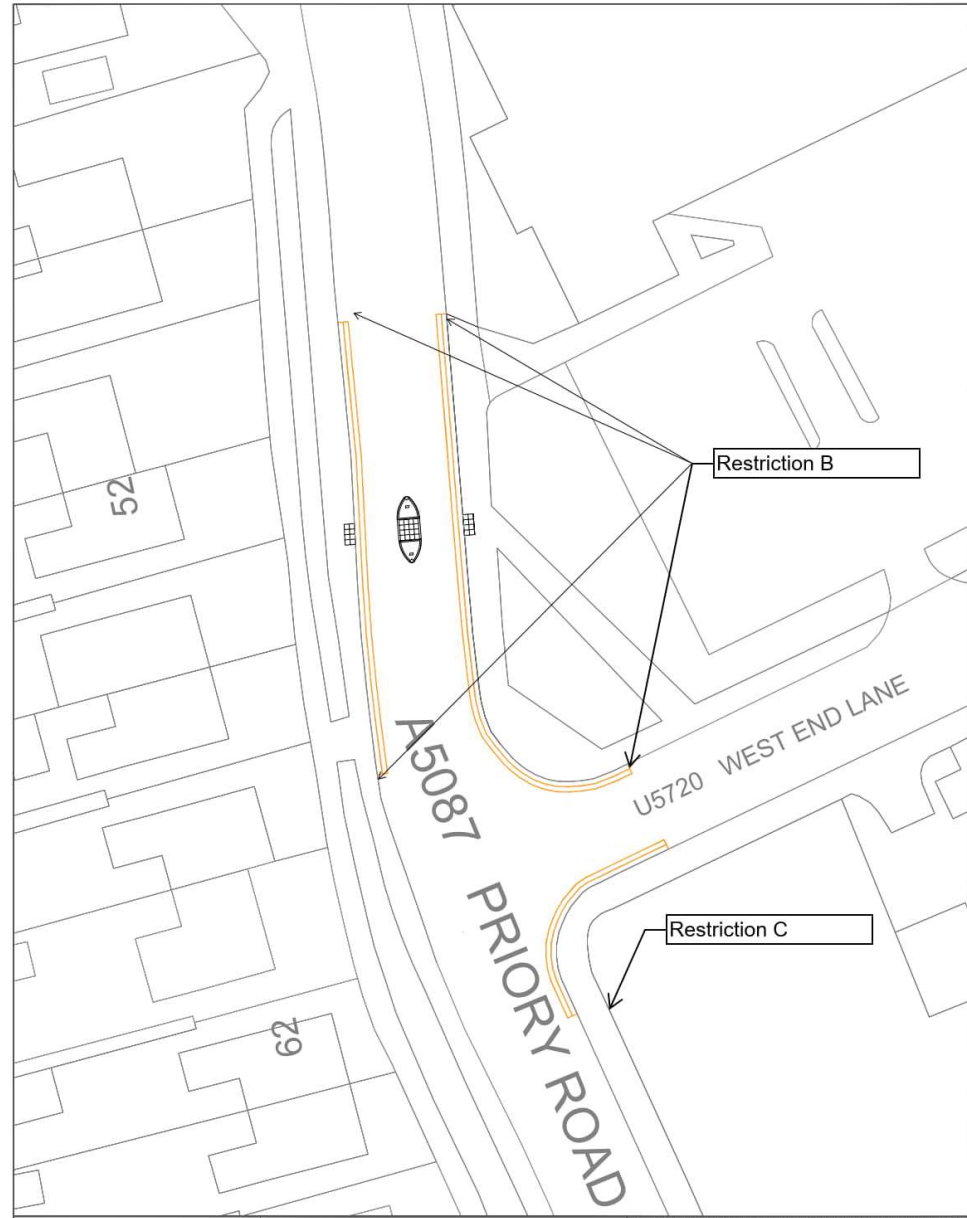 Restriction B
52
A5087 PRIORY ROAD
U5720 WEST END LANE
Restriction C
62